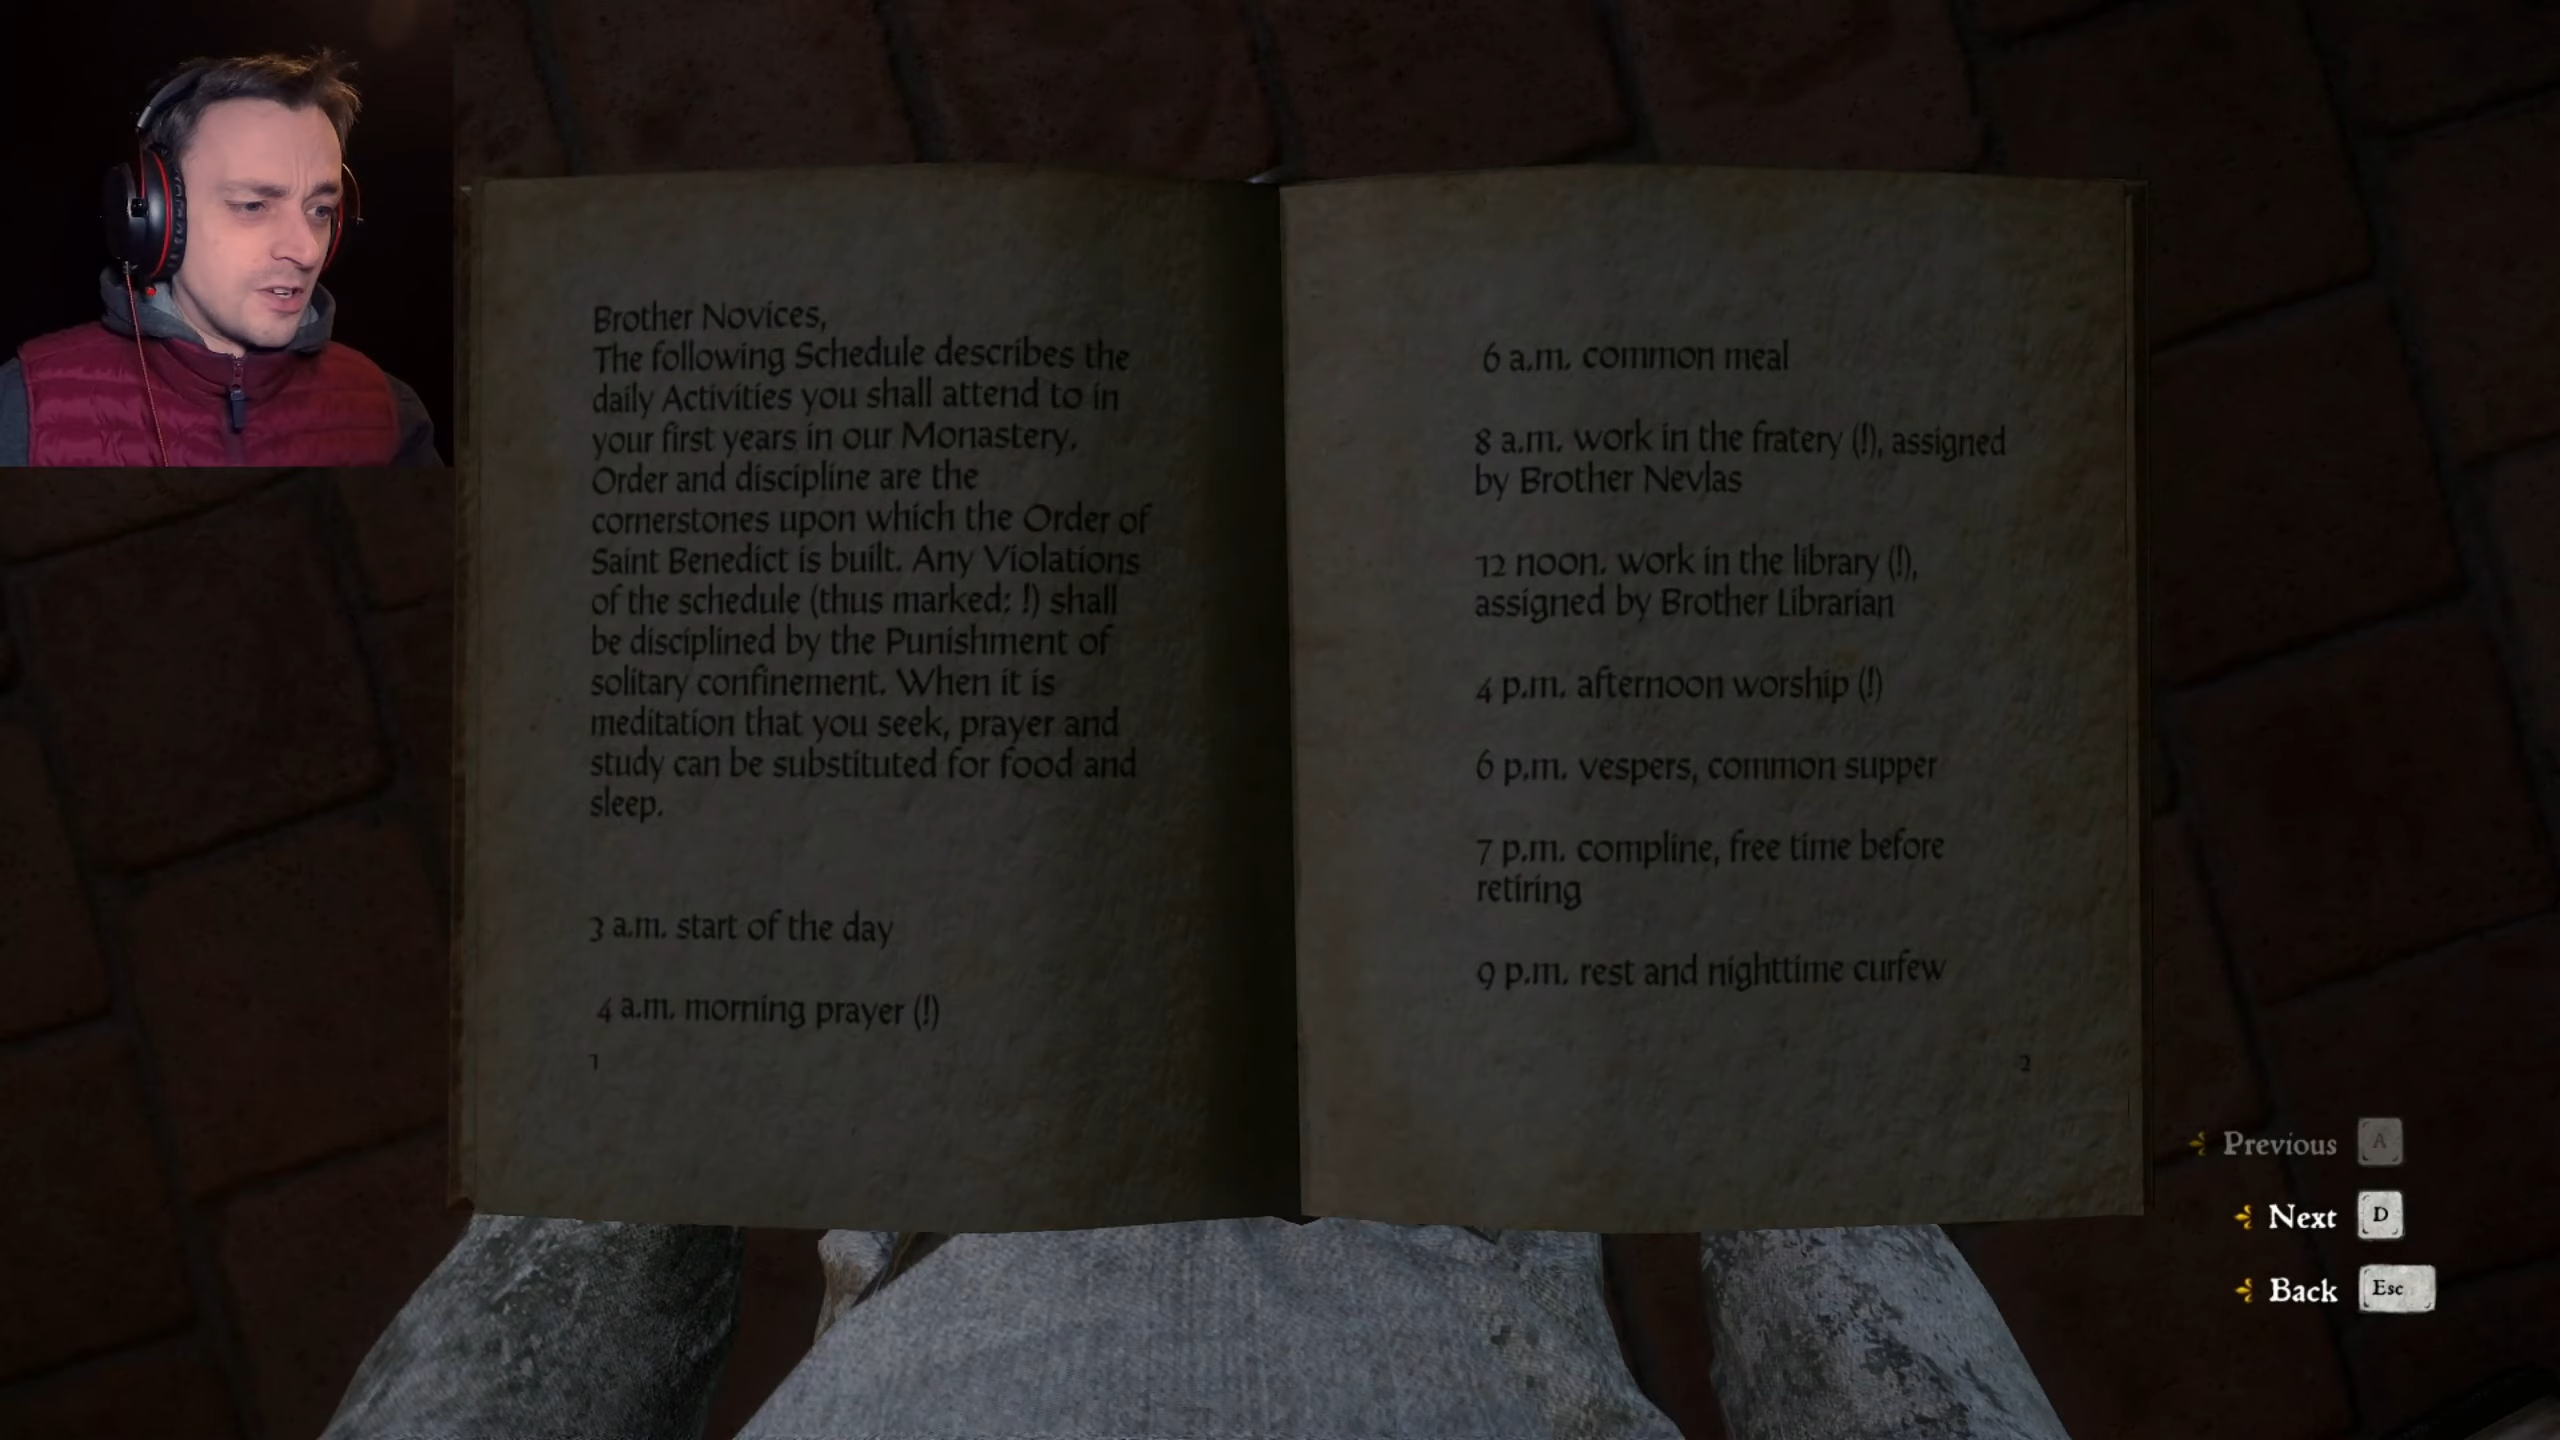 Brother Novices,
The following Schedule describes the
daily Activities you shall attend to in
your first years in our Monastery.
Order and discipline are the
cornerstones upon which the Order of
Saint Benedict is built. Any Violations
of the schedule (thus marked: !) shall
be disciplined by the Punishment of
solitary confinement. When it is
meditation that you seek, prayer and
study can be substituted for food and
sleep.
3 a.m. start of the day
4 a.m. morning prayer (!)
1
6 a.m. common meal
8 a.m. work in the fratery (!), assigned
by Brother Nevlas
12 noon. work in the library (!),
assigned by Brother Librarian
4 p.m. afternoon worship (!)
6 p.m. vespers, common supper
7 p.m. compline, free time before
retiring
9 p.m. rest and nighttime curfew
2
Previous A
Next D
Back Esc